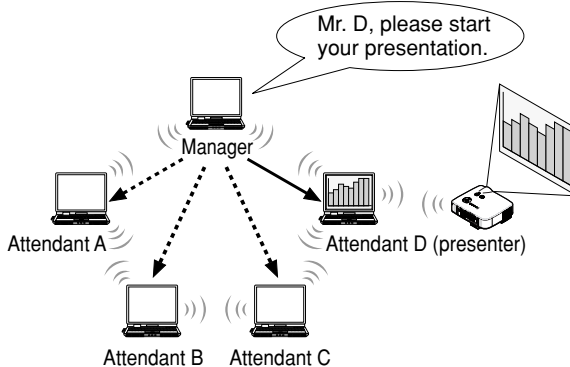 Mr. D, please start
your presentation.
Manager
Attendant A
Attendant D (presenter)
Attendant B
Attendant C